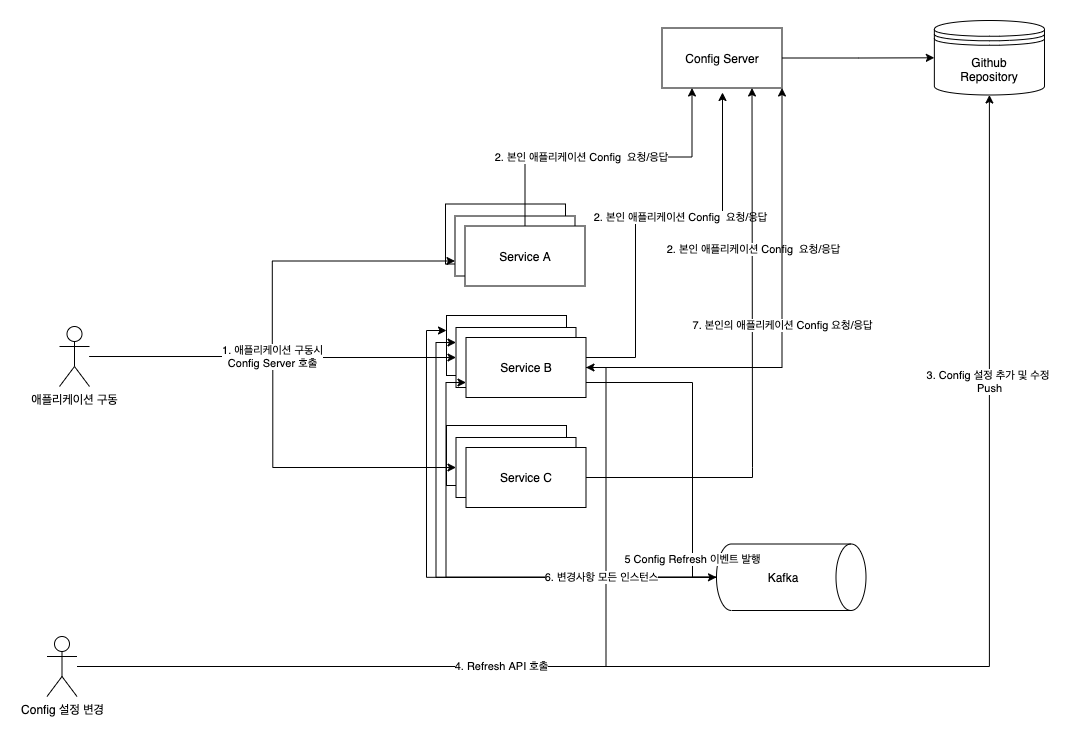 Config Server
Github
Repository
2. 본인 애플리케이션 Config 요청/응답
2. 본인 애플리케이션 Config 요청/응답
2. 본인 애플리케이션 Config 요청/응답
Service A
7. 본인의 애플리케이션 Config 요청/응답
1. 애플리케이션 구동시
Config Server 호출
Service B
애플리케이션 구동
3. Config 설정 추가 및 수정
Push
Service C
5 Config Refresh 이벤트 발행
6. 변경사항 모든 인스턴스
Kafka
4. Refresh API 호출
Config 설정 변경